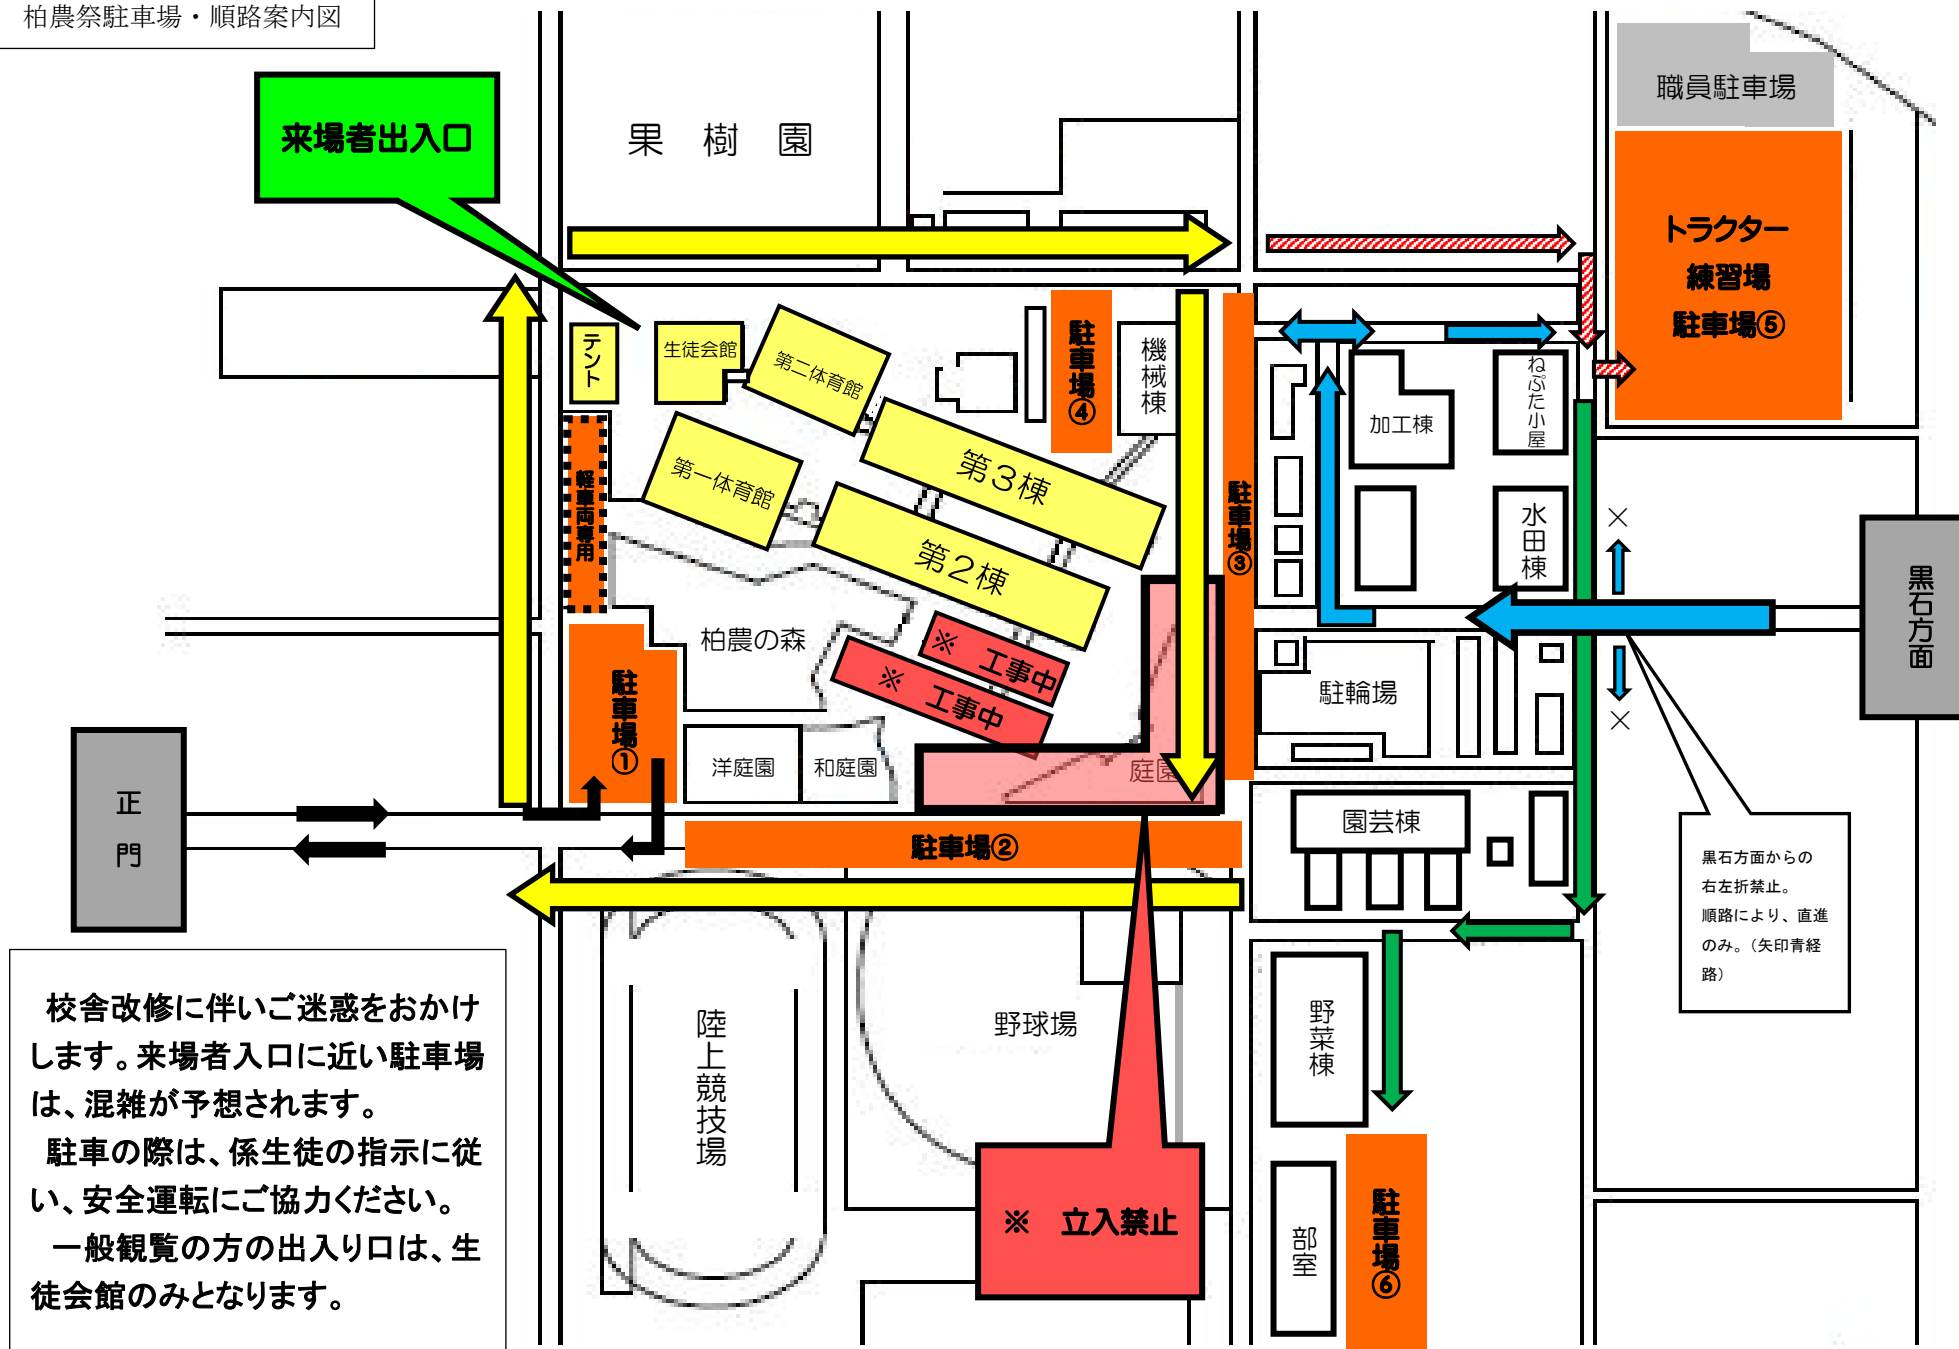 柏農祭駐車場・順路案内図
来場者出入口
果 樹 園
職員駐車場
トラクター
練習場
駐車場⑤
テント
生徒会館
第二体育館
駐車場④
機械棟
ねぷた小屋
加工棟
第3棟
第一体育館
軽車両専用
駐車場③
水田棟
×
第2棟
黒石方面
柏農の森
※ 工事中
※ 工事中
駐車場①
駐輪場
×
洋庭園
和庭園
庭園
正門
駐車場②
園芸棟
黒石方面からの
右左折禁止。
順路により、直進
のみ。（矢印青経
路）
校舎改修に伴いご迷惑をおかけ
します。来場者入口に近い駐車場
は、混雑が予想されます。
駐車の際は、係生徒の指示に従
い、安全運転にご協力ください。
一般観覧の方の出入り口は、生
徒会館のみとなります。
陸上競技場
野球場
野菜棟
※ 立入禁止
部室
駐車場⑥